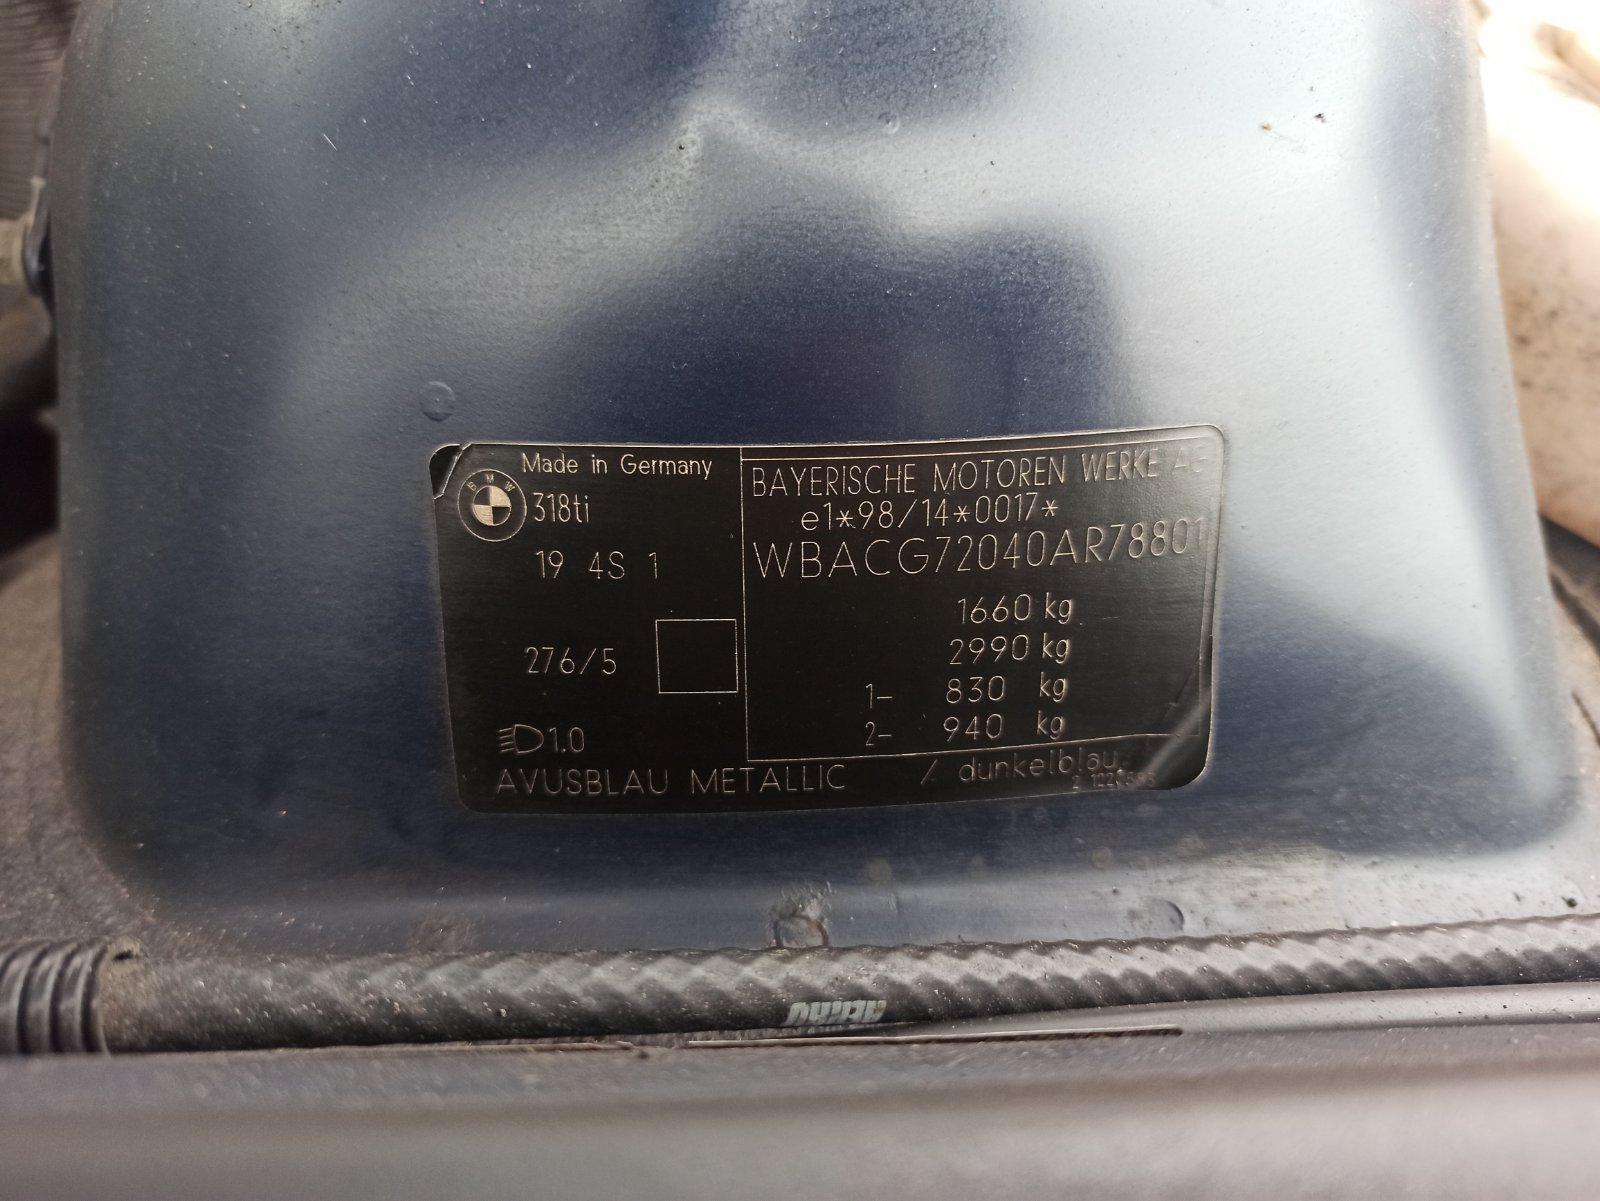 Made in Germany
BMW
318ti
19 4S 1
276/5
1.0
BAYERISCHE MOTOREN WERKE AG
e1*98/14*0017*
WBACG72040AR78801
1660 kg
2990 kg
1- 830 kg
2- 940 kg
AVUSBLAU METALLIC / dunkelblau